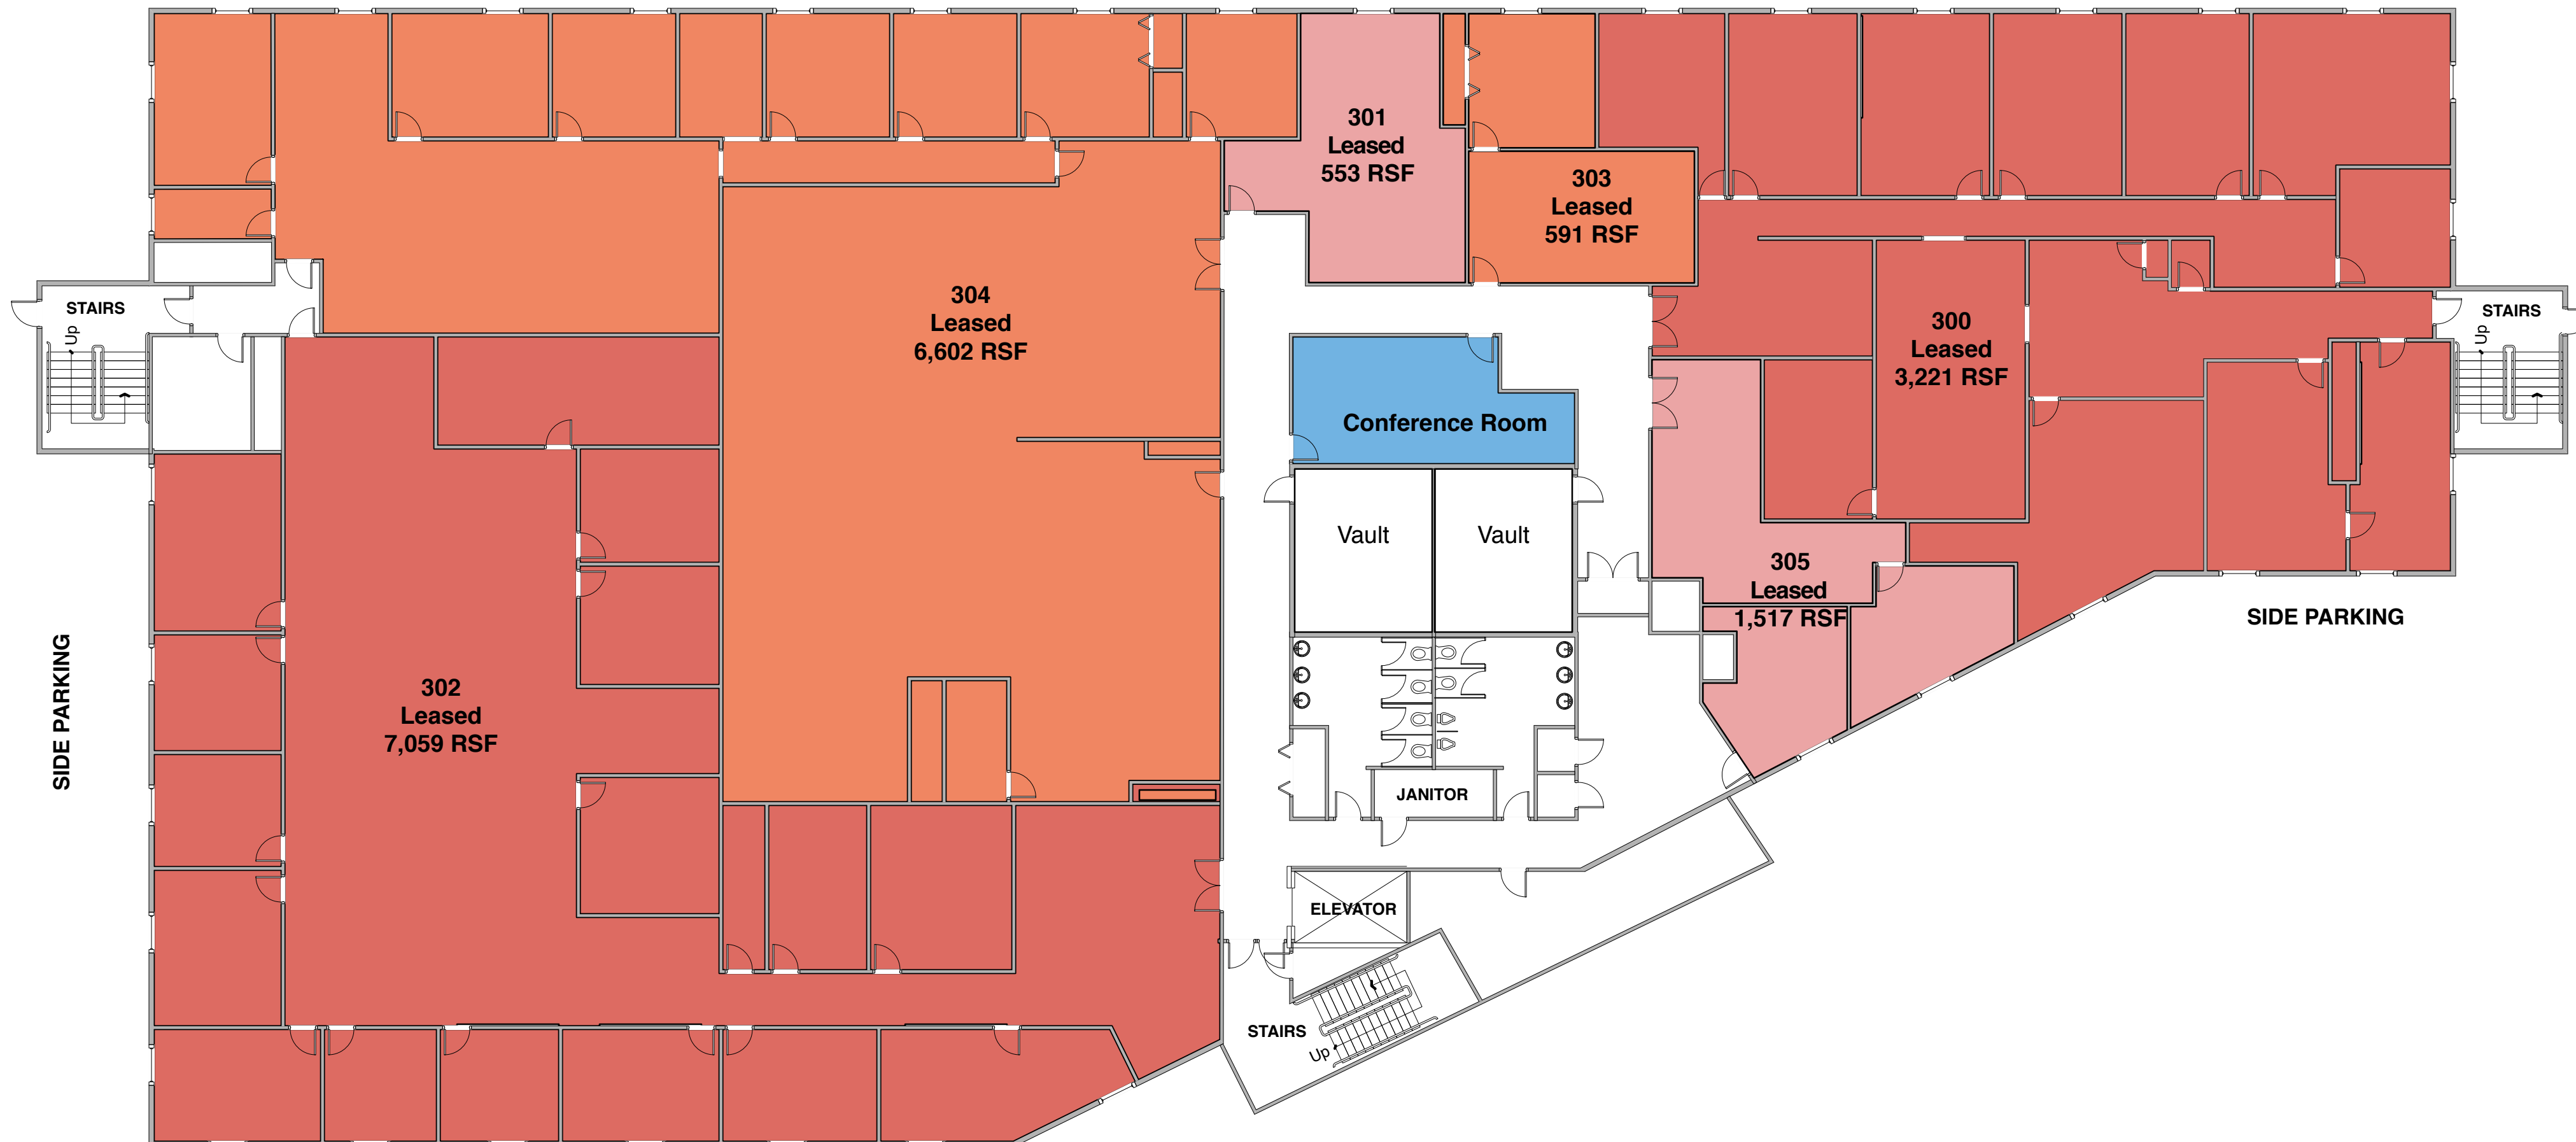 301
Leased
553 RSF
303
Leased
591 RSF
304
Leased
6,602 RSF
STAIRS
Up
300
Leased
3,221 RSF
STAIRS
Up
Conference Room
Vault
Vault
305
Leased
1,517 RSF
SIDE PARKING
SIDE PARKING
302
Leased
7,059 RSF
JANITOR
ELEVATOR
STAIRS
Up